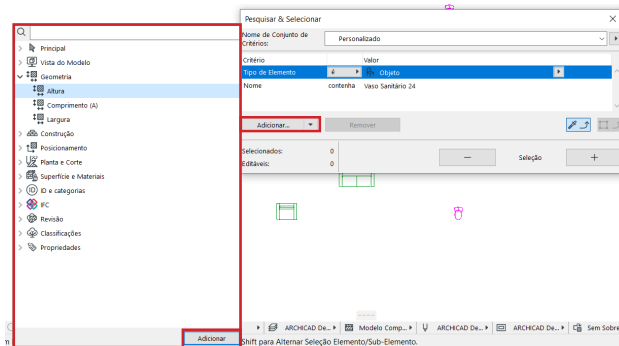 Pesquisar & Selecionar
Nome de Conjunto de
Critérios:
Personalizado
Critério Valor
Tipo de Elemento é Objeto
Nome contenha Vaso Sanitário 24
Adicionar... Remover
Selecionados: 0
Editáveis: 0
Seleção
Principal
Vista do Modelo
Geometria
Altura
Comprimento (A)
Largura
Construção
Posicionamento
Planta e Corte
Superfície e Materiais
ID e categorias
IFC
Revisão
Classificações
Propriedades
Adicionar
ARCHICAD De... Modelo Comp... ARCHICAD De... ARCHICAD De... Sem Sobre
Shift para Alternar Seleção Elemento/Sub-Elemento.